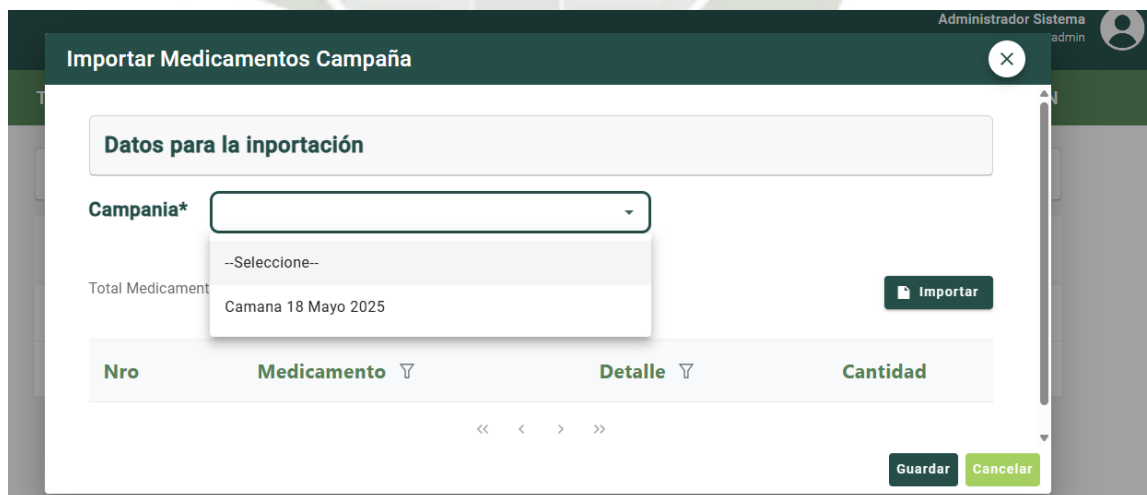 Administrador Sistema
admin
Importar Medicamentos Campaña
T
N
Datos para la inportación
Campania*
--Seleccione--
Camana 18 Mayo 2025
Total Medicament
Importar
Nro Medicamento Detalle Cantidad
Guardar Cancelar